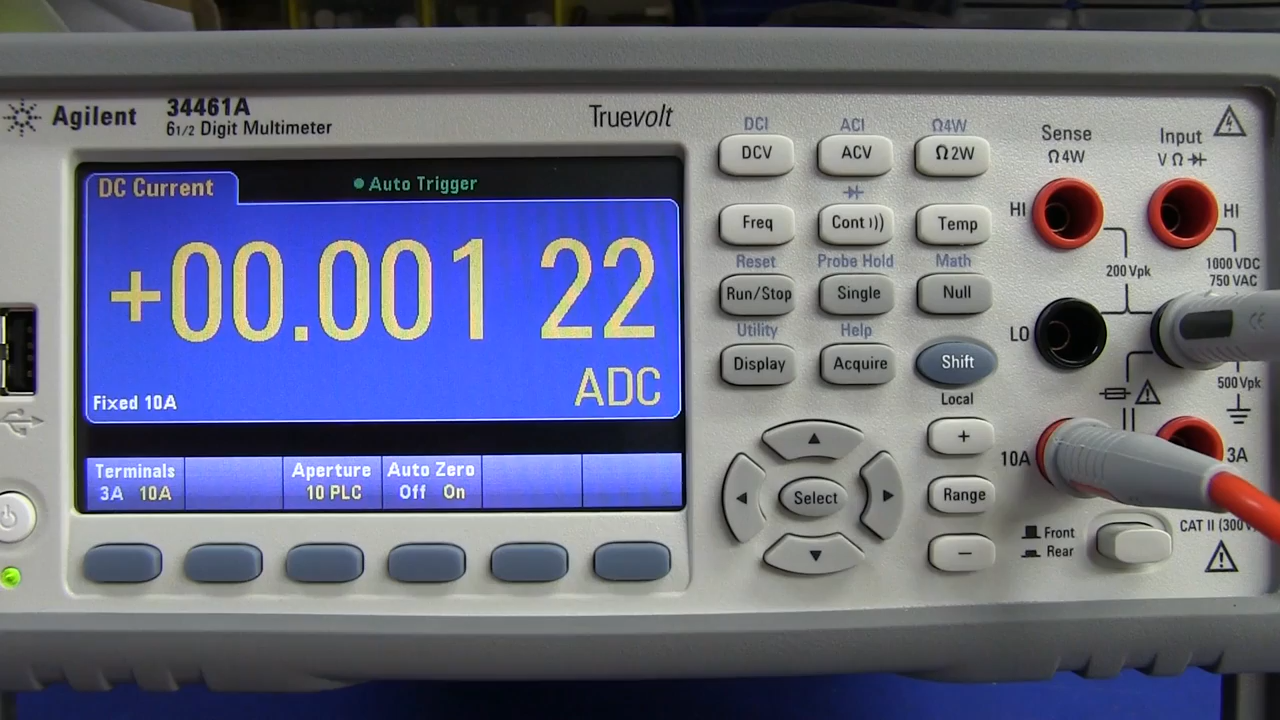 Agilent
34461A
6 1/2 Digit Multimeter
Truevolt
DC Current
Auto Trigger
+00.001 22
ADC
Fixed 10A
Terminals
3A 10A
Aperture
10 PLC
Auto Zero
Off On
DCI
ACI
Ω4W
DCV
ACV
Ω2W
Freq
Cont
Temp
Reset
Probe Hold
Math
Run/Stop
Single
Null
Utility
Help
Display
Acquire
Shift
Local
+
Select
Range
−
Sense
Ω4W
Input
V Ω
HI
HI
200 Vpk
1000 VDC
750 VAC
LO
500 Vpk
10A
3A
Front
Rear
CAT II (300